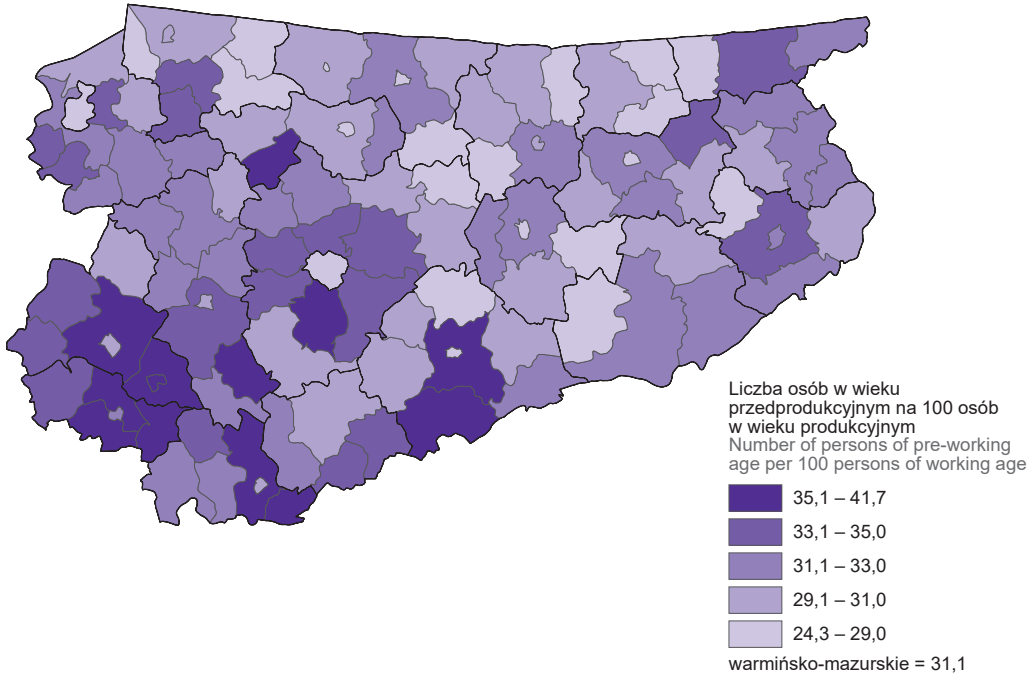 Liczba osób w wieku
przedprodukcyjnym na 100 osób
w wieku produkcyjnym
Number of persons of pre-working
age per 100 persons of working age
35,1 – 41,7
33,1 – 35,0
31,1 – 33,0
29,1 – 31,0
24,3 – 29,0
warmińsko-mazurskie = 31,1